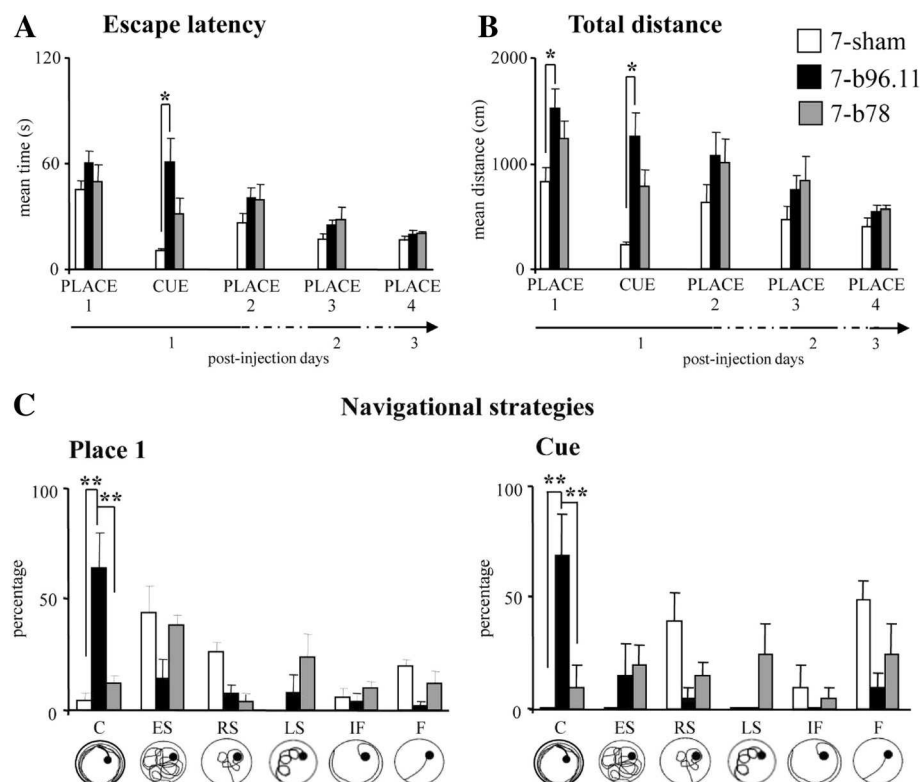 A Escape latency
120
60
0
mean time (s)
*
PLACE CUE PLACE PLACE PLACE
1 2 3 4
1 2 3
post-injection days
B Total distance
2000
1000
0
mean distance (cm)
* *
PLACE CUE PLACE PLACE PLACE
1 2 3 4
1 2 3
post-injection days
7-sham
7-b96.11
7-b78
C Navigational strategies
Place 1
** **
100
50
0
percentage
C ES RS LS IF F
Cue
** **
100
50
0
percentage
C ES RS LS IF F